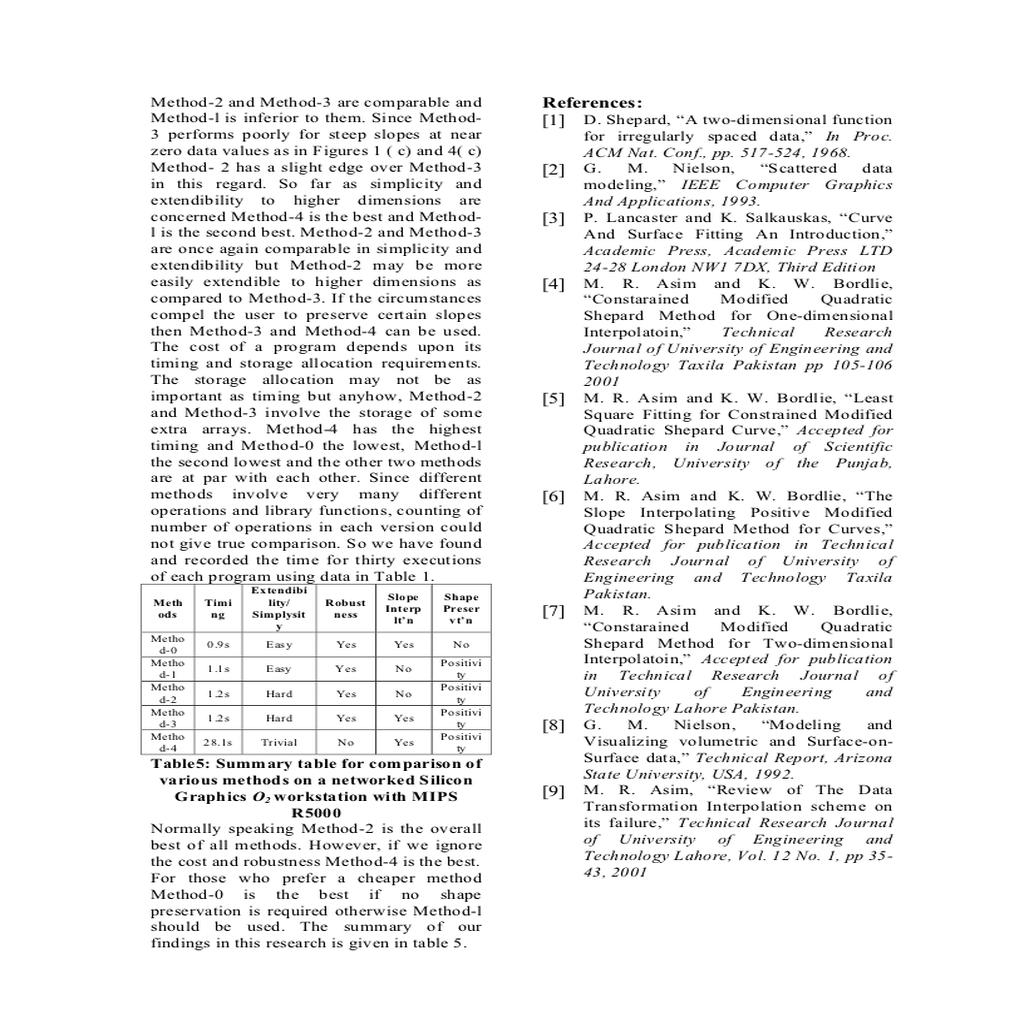 Method-2 and Method-3 are comparable and
Method-l is inferior to them. Since Method-
3 performs poorly for steep slopes at near
zero data values as in Figures 1 ( c) and 4( c)
Method- 2 has a slight edge over Method-3
in this regard. So far as simplicity and
extendibility to higher dimensions are
concerned Method-4 is the best and Method-
l is the second best. Method-2 and Method-3
are once again comparable in simplicity and
extendibility but Method-2 may be more
easily extendible to higher dimensions as
compared to Method-3. If the circumstances
compel the user to preserve certain slopes
then Method-3 and Method-4 can be used.
The cost of a program depends upon its
timing and storage allocation requirements.
The storage allocation may not be as
important as timing but anyhow, Method-2
and Method-3 involve the storage of some
extra arrays. Method-4 has the highest
timing and Method-0 the lowest, Method-l
the second lowest and the other two methods
are at par with each other. Since different
methods involve very many different
operations and library functions, counting of
number of operations in each version could
not give true comparison. So we have found
and recorded the time for thirty executions
of each program using data in Table 1.
Meth ods Timi ng Extendibi lity/ Simplysit y Robust ness Slope Interp lt'n Shape Preser vt'n
Metho d-0 0.9s Easy Yes Yes No
Metho d-1 1.1s Easy Yes No Positivi ty
Metho d-2 1.2s Hard Yes No Positivi ty
Metho d-3 1.2s Hard Yes Yes Positivi ty
Metho d-4 28.1s Trivial No Yes Positivi ty
Table5: Summary table for comparison of
various methods on a networked Silicon
Graphics O2 workstation with MIPS
R5000
Normally speaking Method-2 is the overall
best of all methods. However, if we ignore
the cost and robustness Method-4 is the best.
For those who prefer a cheaper method
Method-0 is the best if no shape
preservation is required otherwise Method-l
should be used. The summary of our
findings in this research is given in table 5.
References:
[1] D. Shepard, “A two-dimensional function
for irregularly spaced data,” In Proc.
ACM Nat. Conf., pp. 517-524, 1968.
[2] G. M. Nielson, “Scattered data
modeling,” IEEE Computer Graphics
And Applications, 1993.
[3] P. Lancaster and K. Salkauskas, “Curve
And Surface Fitting An Introduction,”
Academic Press, Academic Press LTD
24-28 London NW1 7DX, Third Edition
[4] M. R. Asim and K. W. Bordlie,
“Constarained Modified Quadratic
Shepard Method for One-dimensional
Interpolatoin,” Technical Research
Journal of University of Engineering and
Technology Taxila Pakistan pp 105-106
2001
[5] M. R. Asim and K. W. Bordlie, “Least
Square Fitting for Constrained Modified
Quadratic Shepard Curve,” Accepted for
publication in Journal of Scientific
Research, University of the Punjab,
Lahore.
[6] M. R. Asim and K. W. Bordlie, “The
Slope Interpolating Positive Modified
Quadratic Shepard Method for Curves,”
Accepted for publication in Technical
Research Journal of University of
Engineering and Technology Taxila
Pakistan.
[7] M. R. Asim and K. W. Bordlie,
“Constarained Modified Quadratic
Shepard Method for Two-dimensional
Interpolatoin,” Accepted for publication
in Technical Research Journal of
University of Engineering and
Technology Lahore Pakistan.
[8] G. M. Nielson, “Modeling and
Visualizing volumetric and Surface-on-
Surface data,” Technical Report, Arizona
State University, USA, 1992.
[9] M. R. Asim, “Review of The Data
Transformation Interpolation scheme on
its failure,” Technical Research Journal
of University of Engineering and
Technology Lahore, Vol. 12 No. 1, pp 35-
43, 2001